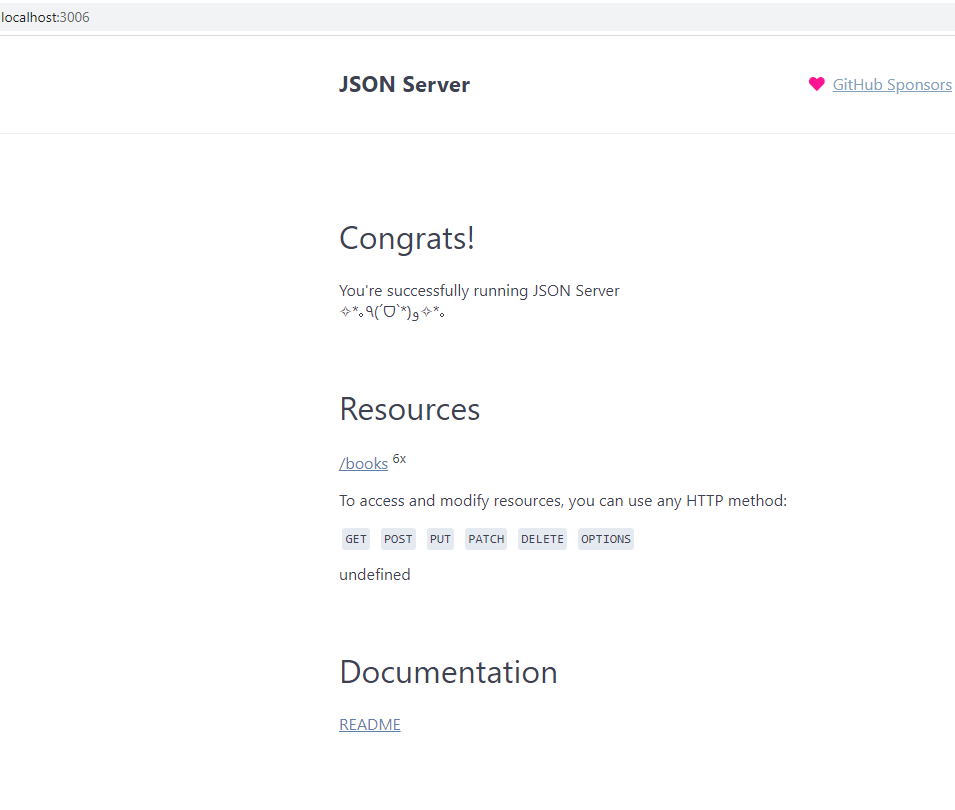 localhost:3006
JSON Server
GitHub Sponsors
Congrats!
You're successfully running JSON Server
✧*｡٩(ˊᗜˋ*)و✧*｡
Resources
/books 6x
To access and modify resources, you can use any HTTP method:
GET POST PUT PATCH DELETE OPTIONS
undefined
Documentation
README